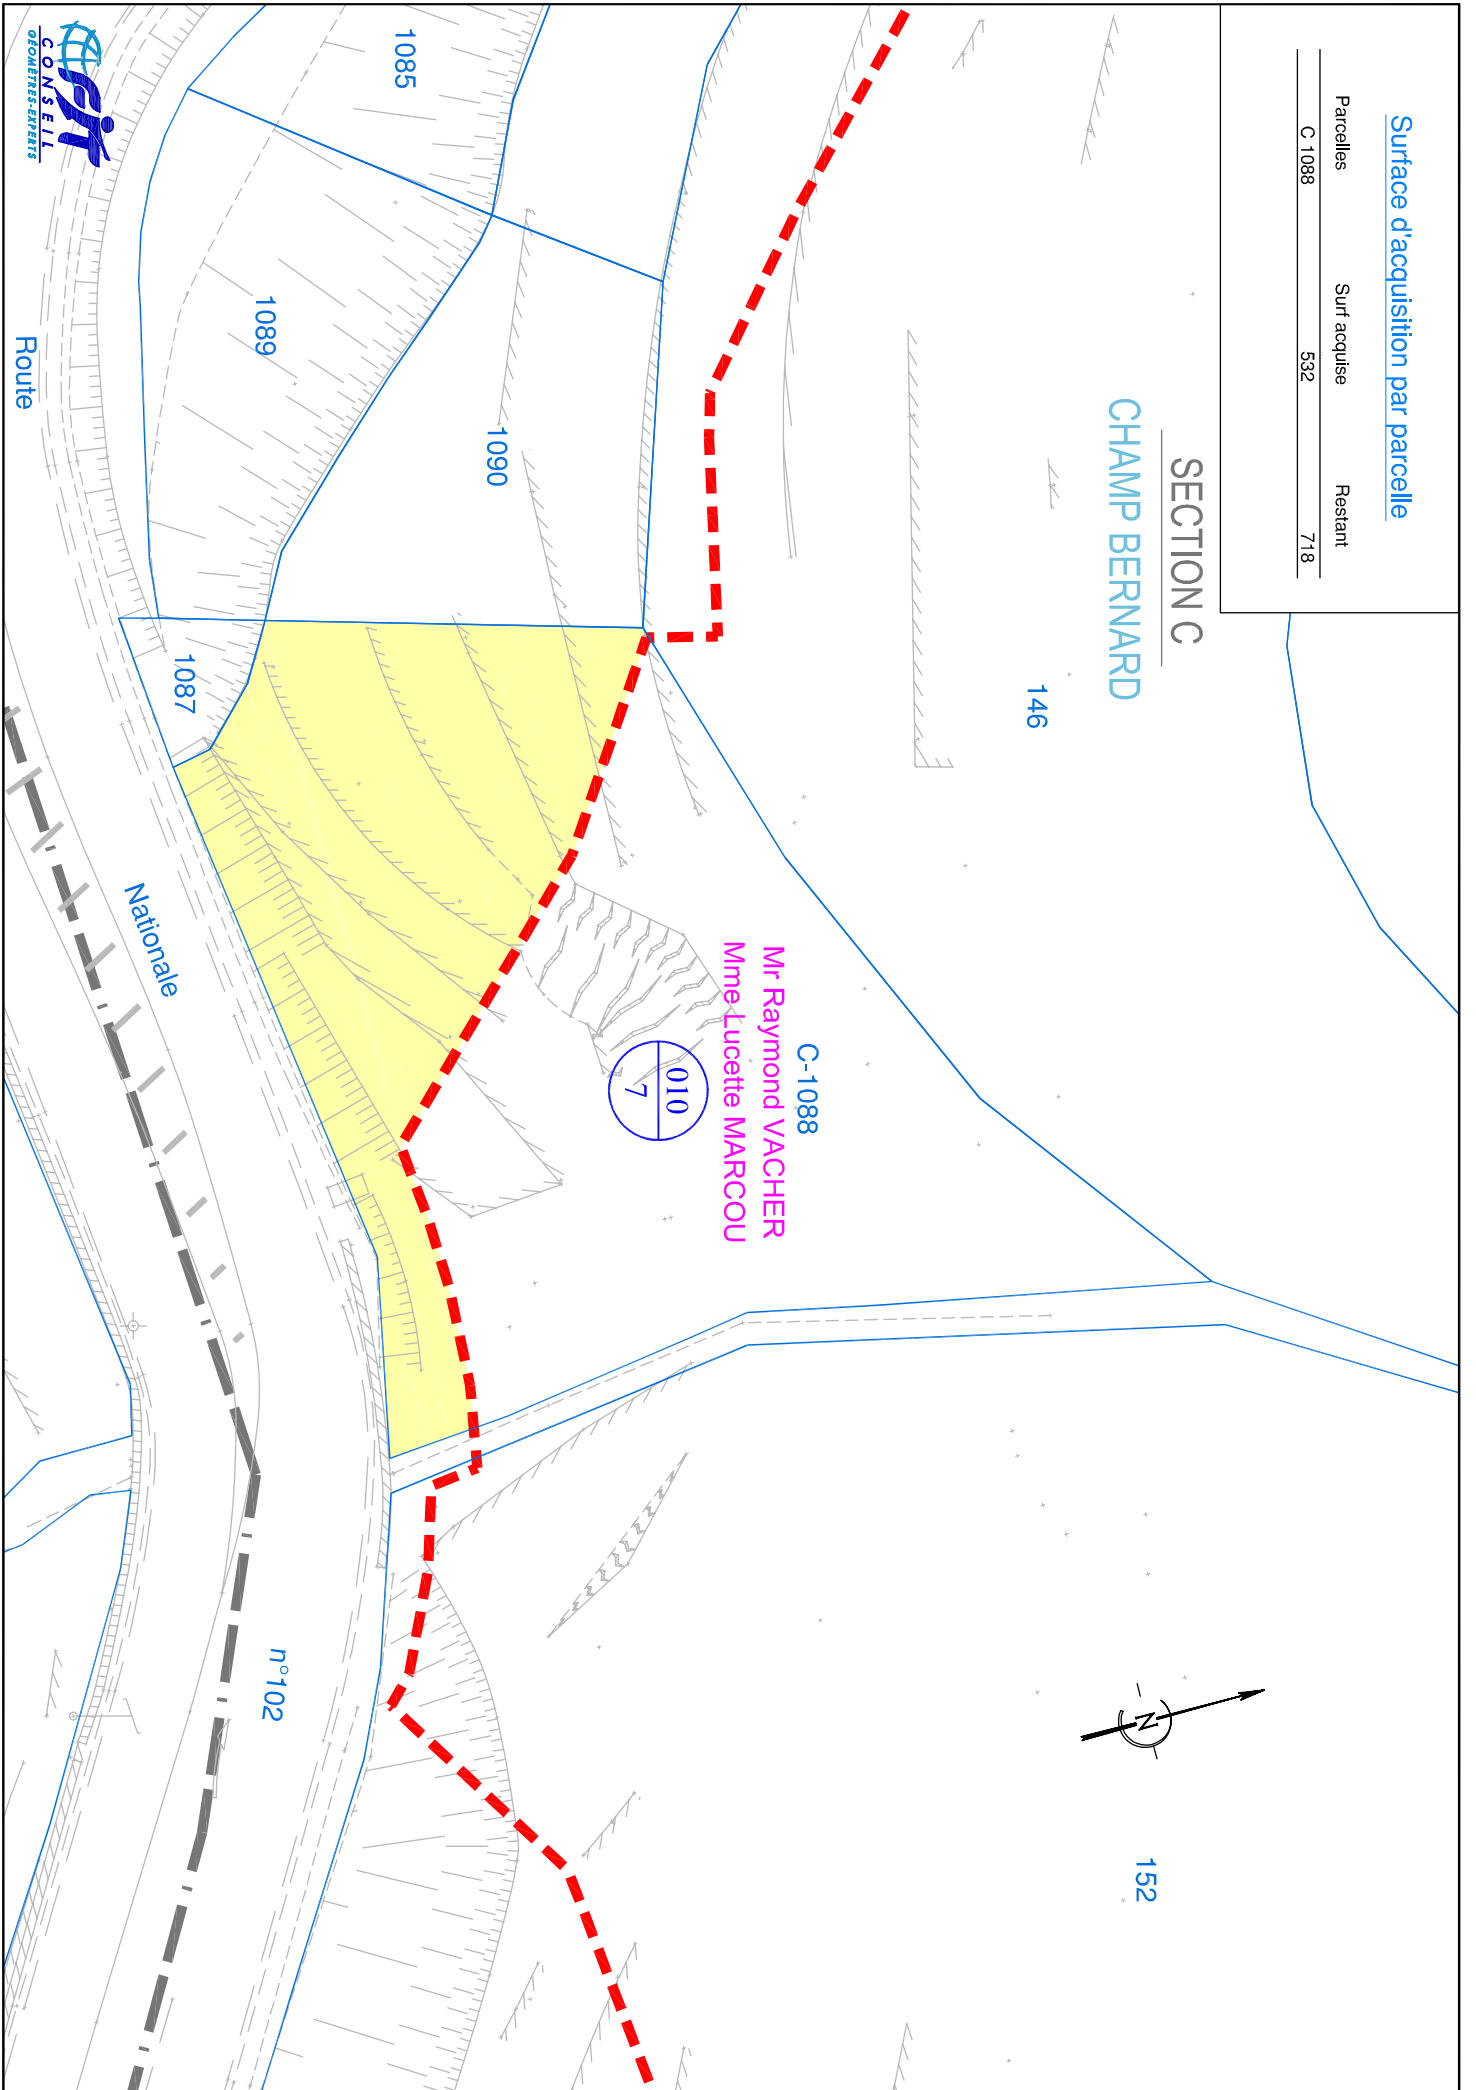 Surface d'acquisition par parcelle
Parcelles Surf acquise Restant
C 1088 532 718
SECTION C
CHAMP BERNARD
146
152
C-1088
Mr Raymond VACHER
Mme Lucette MARCOU
010
7
N
1085
1090
1089
1087
Route
Nationale
n°102
FIT
CONSEIL
GÉOMÈTRES-EXPERTS